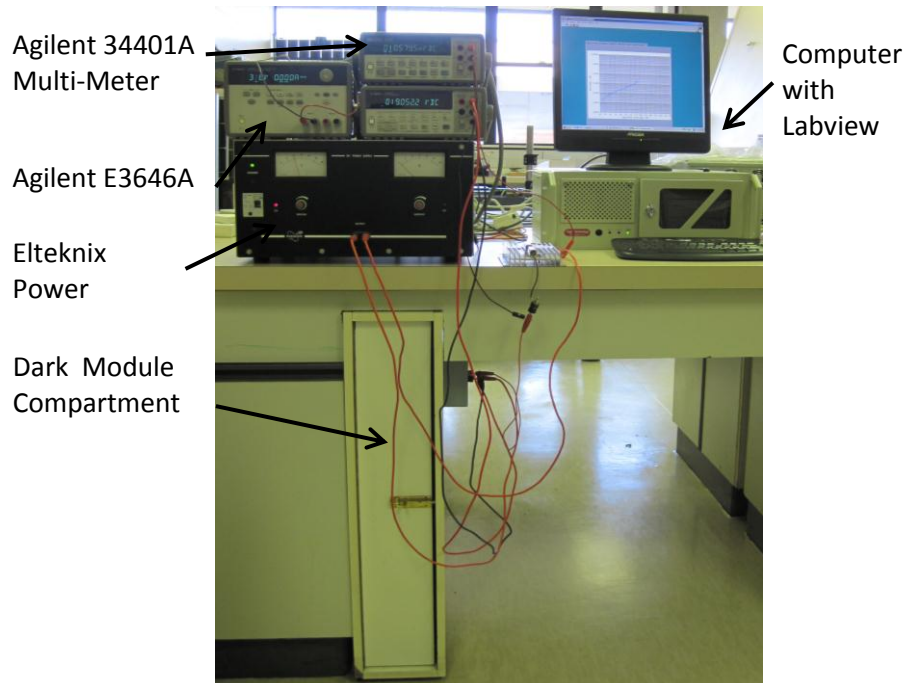 Agilent 34401A
Multi-Meter
Agilent E3646A
Elteknix
Power
Dark Module
Compartment
Computer
with
Labview